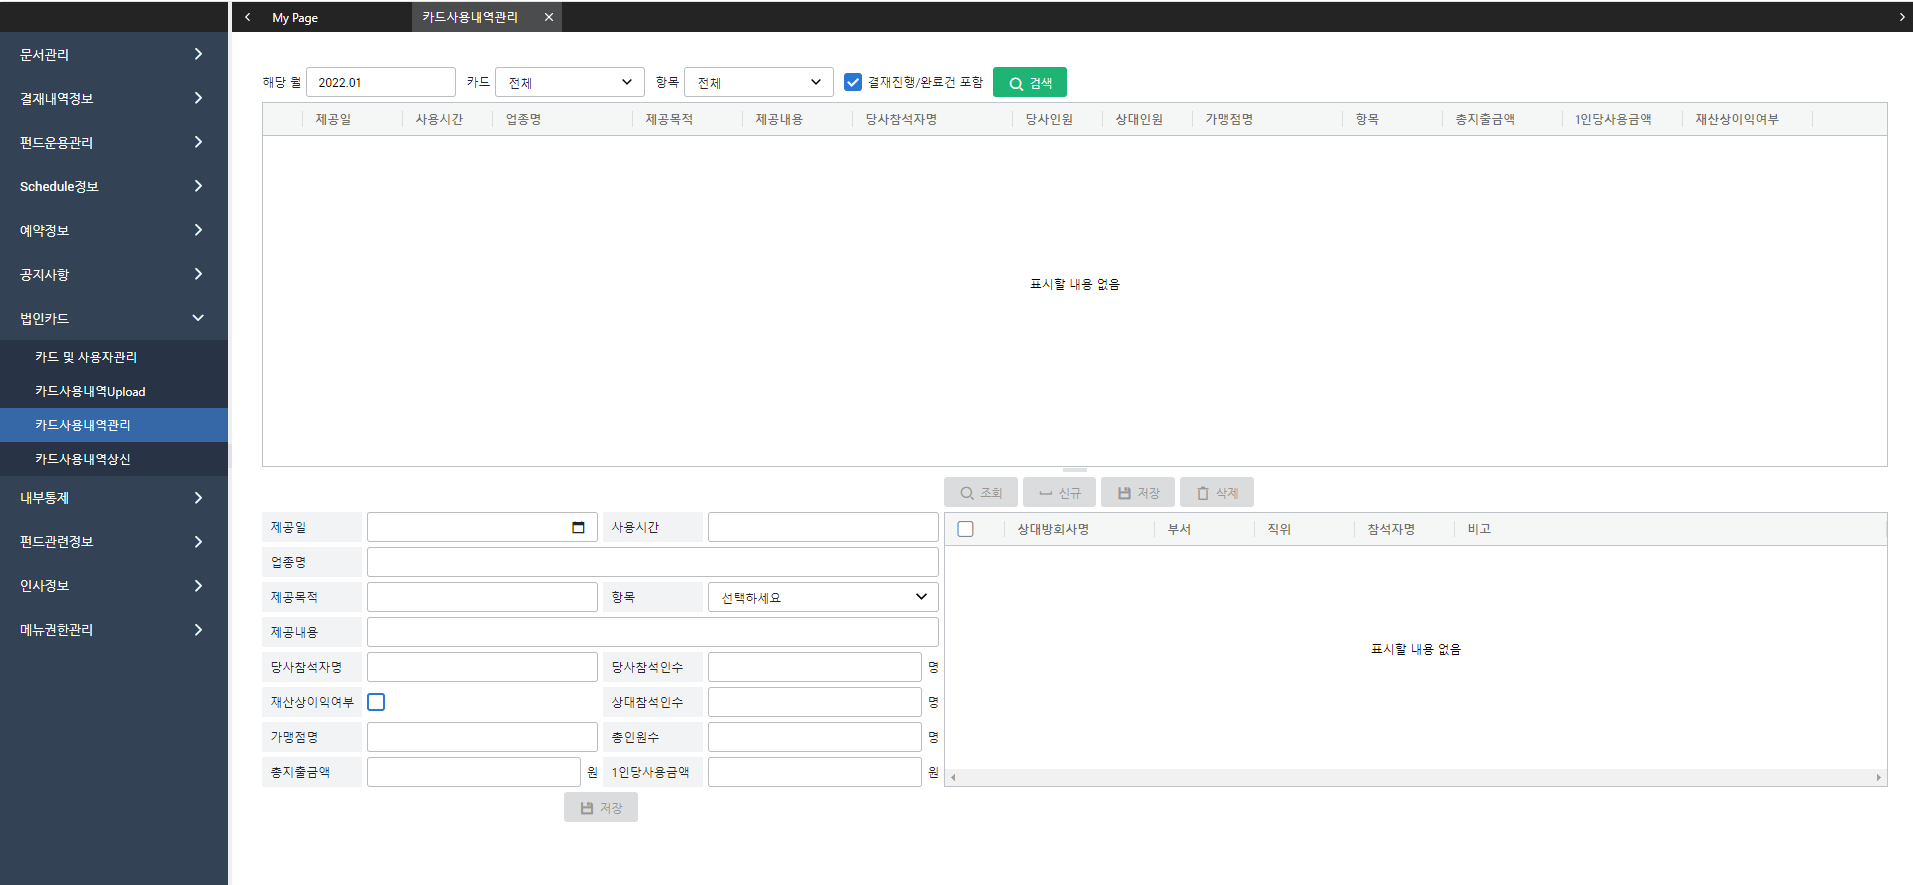 My Page
카드사용내역관리
문서관리
결재내역정보
펀드운용관리
Schedule정보
예약정보
공지사항
법인카드
카드 및 사용자관리
카드사용내역Upload
카드사용내역관리
카드사용내역상신
내부통제
펀드관련정보
인사정보
메뉴권한관리
해당 월 2022.01 카드 전체 항목 전체 결재진행/완료건 포함 검색
제공일 사용시간 업종명 제공목적 제공내용 당사참석자명 당사인원 상대인원 가맹점명 항목 총지출금액 1인당사용금액 재산상이익여부
표시할 내용 없음
조회 신규 저장 삭제
제공일 사용시간
업종명
제공목적 항목 선택하세요
제공내용
당사참석자명 당사참석인수 명
재산상이익여부 상대참석인수 명
가맹점명 총인원수 명
총지출금액 원 1인당사용금액 원
저장
상대방회사명 부서 직위 참석자명 비고
표시할 내용 없음